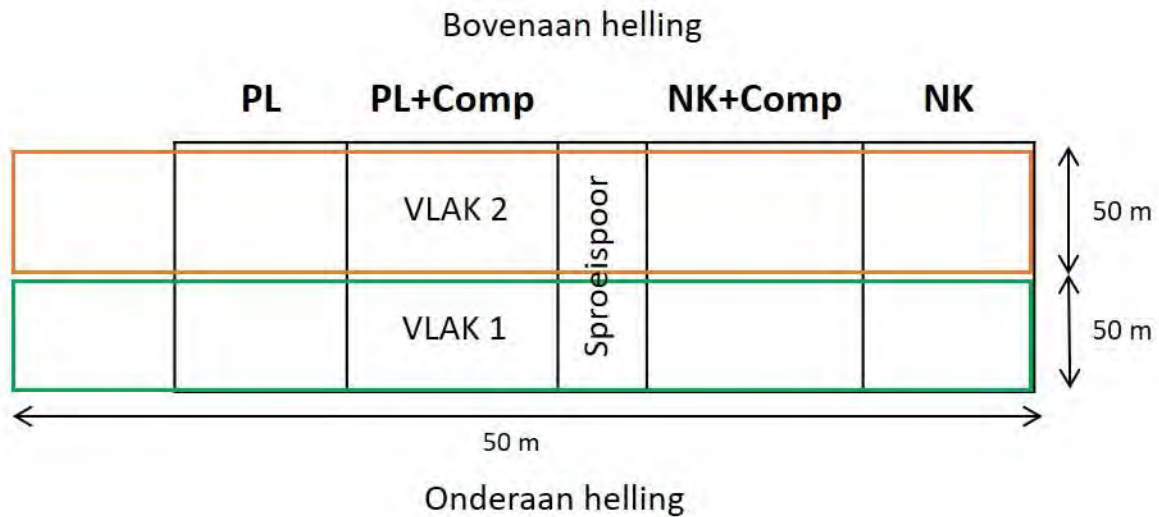 Bovenaan helling
PL PL+Comp NK+Comp NK
VLAK 2
50 m
Sproeispoor
VLAK 1
50 m
50 m
Onderaan helling